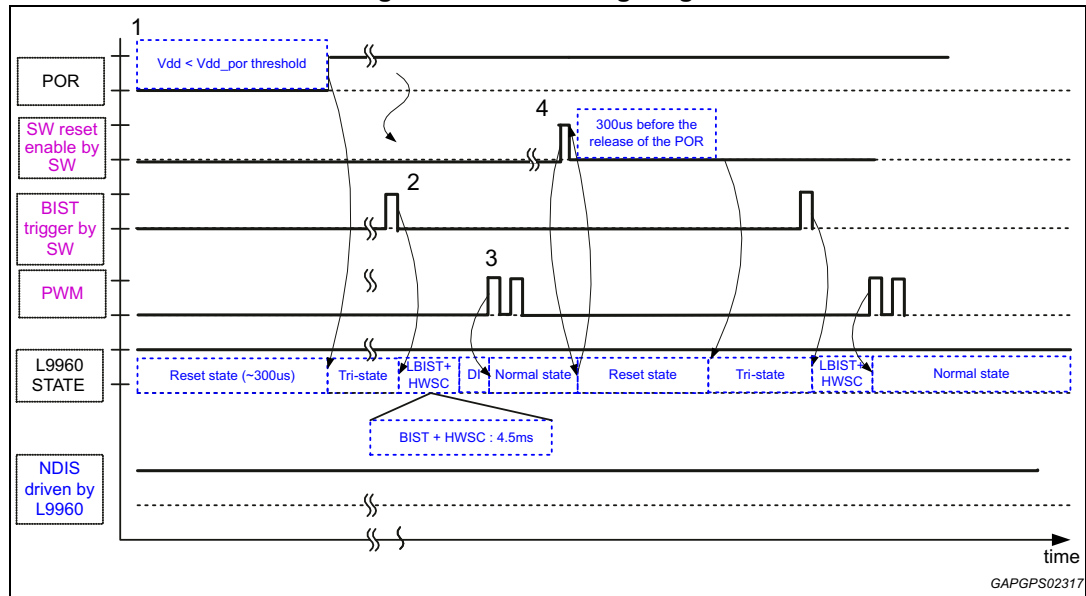 1
Vdd < Vdd_por threshold
POR
4
SW reset
enable by
SW
300us before the
release of the POR
2
BIST
trigger by
SW
3
PWM
L9960
STATE
Reset state (~300us)
Tri-state
LBIST+
HWSC
DI
Normal state
Reset state
Tri-state
LBIST+
HWSC
Normal state
BIST + HWSC : 4.5ms
NDIS
driven by
L9960
time
GAPGPS02317